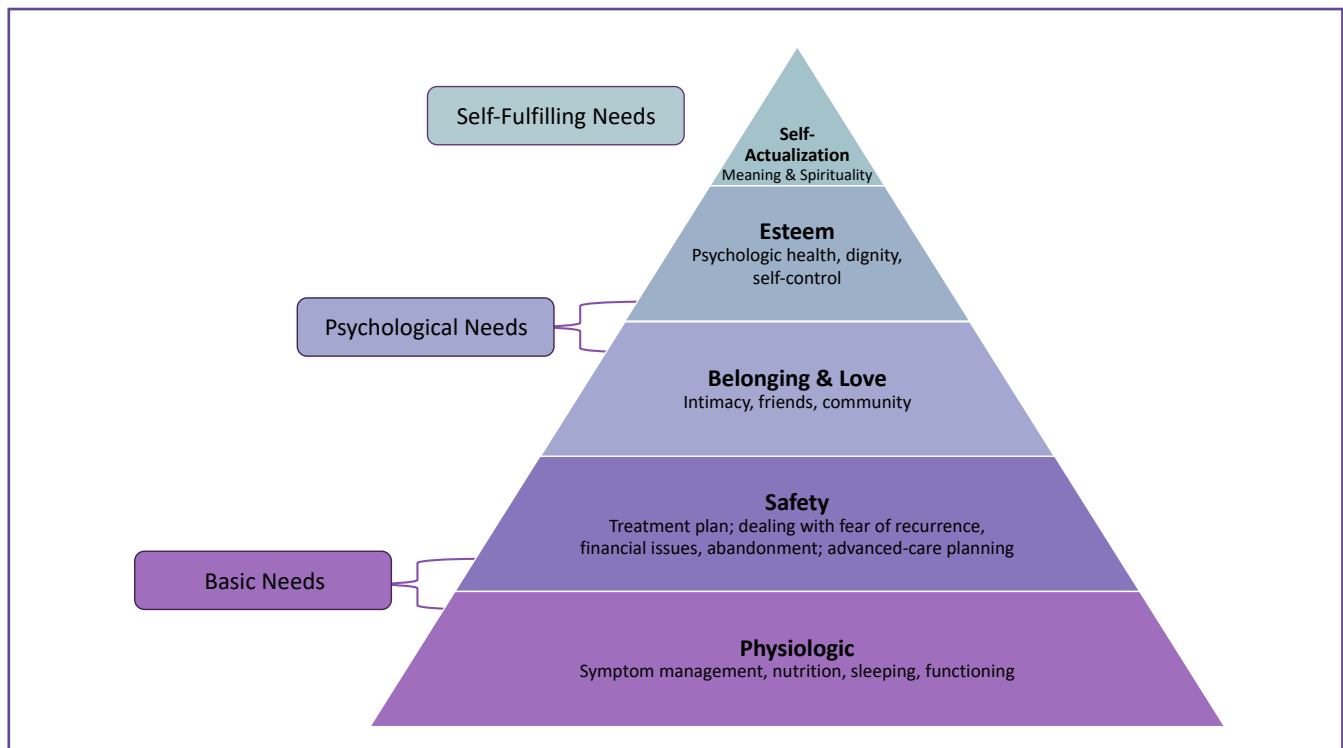 Self-Fulfilling Needs
Self-
Actualization
Meaning & Spirituality
Esteem
Psychologic health, dignity,
self-control
Psychological Needs
Belonging & Love
Intimacy, friends, community
Safety
Treatment plan; dealing with fear of recurrence,
financial issues, abandonment; advanced-care planning
Basic Needs
Physiologic
Symptom management, nutrition, sleeping, functioning